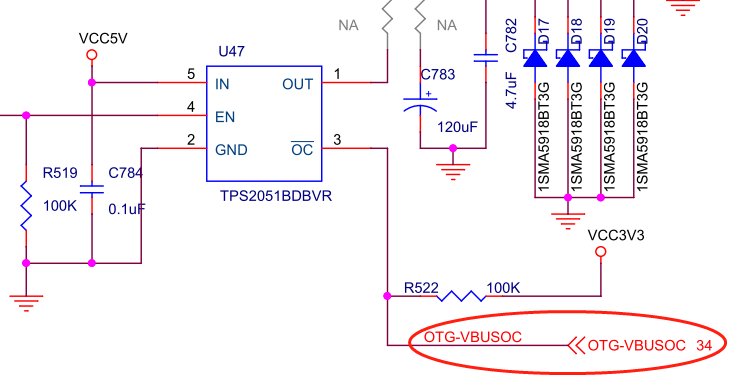 VCC5V
U47
NA
NA
C782
4.7uF
D17
D18
D19
D20
1SMA5918BT3G
1SMA5918BT3G
1SMA5918BT3G
1SMA5918BT3G
5
IN
OUT
1
C783
+
120uF
4
EN
2
GND
OC
3
R519
100K
C784
0.1uF
TPS2051BDBVR
VCC3V3
R522
100K
OTG-VBUSOC
OTG-VBUSOC 34